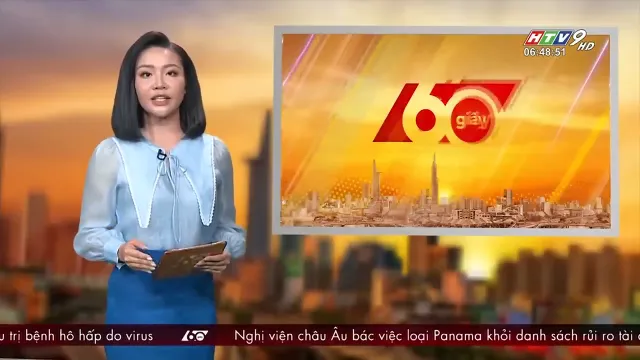 HTV9 HD
06:48:51
60 giây
trị bệnh hô hấp do virus 60 Nghị viện châu Âu bác việc loại Panama khỏi danh sách rủi ro tài